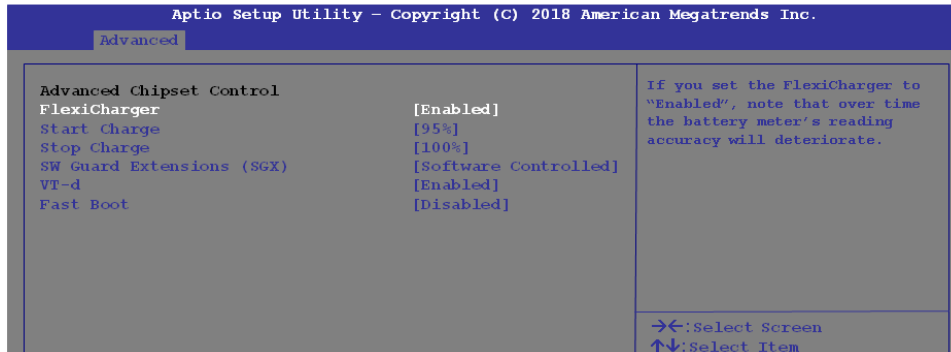 Aptio Setup Utility – Copyright (C) 2018 American Megatrends Inc.
Advanced
Advanced Chipset Control
FlexiCharger [Enabled]
Start Charge [95%]
Stop Charge [100%]
SW Guard Extensions (SGX) [Software Controlled]
VT-d [Enabled]
Fast Boot [Disabled]
If you set the FlexiCharger to
“Enabled”, note that over time
the battery meter’s reading
accuracy will deteriorate.
→←:Select Screen
↑↓:Select Item